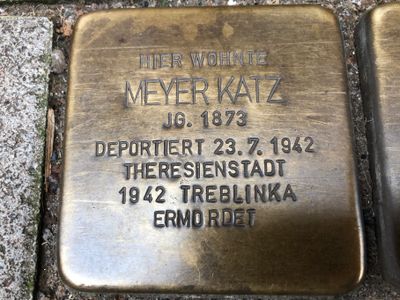 HIER WOHNTE
MEYER KATZ
JG. 1873
DEPORTIERT 23.7.1942
THERESIENSTADT
1942 TREBLINKA
ERMORDET